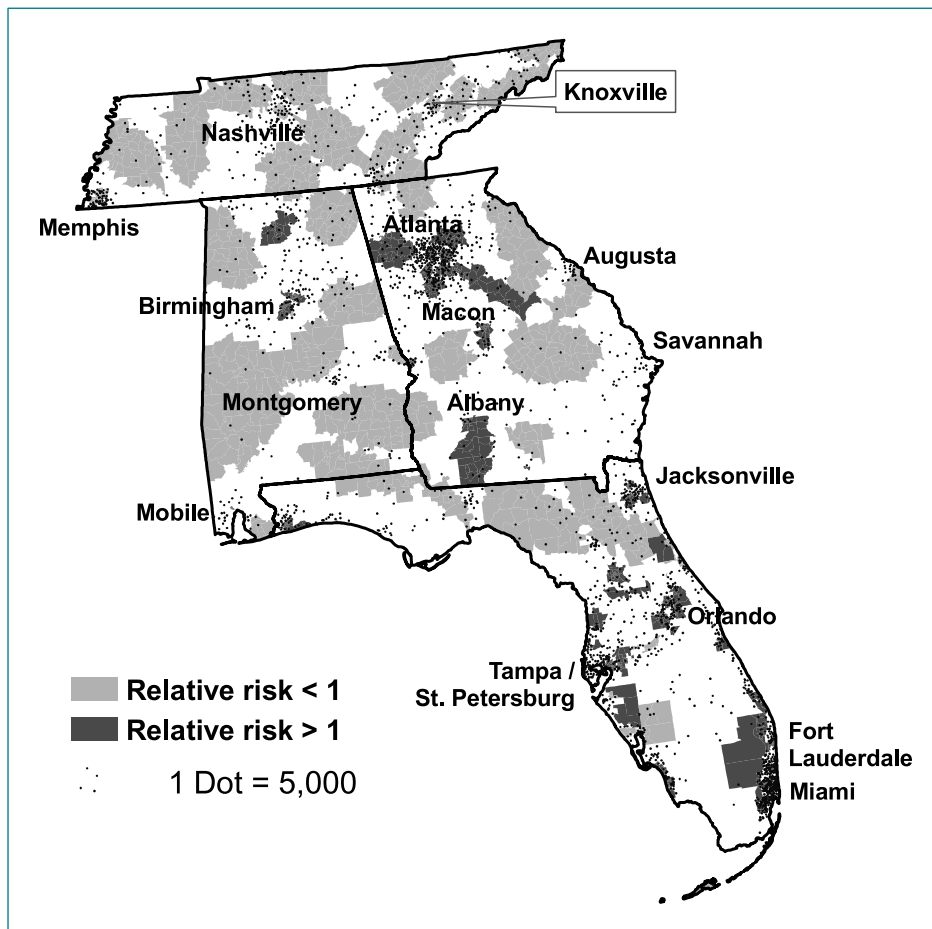 Knoxville
Nashville
Memphis
Atlanta
Augusta
Birmingham
Macon
Savannah
Montgomery
Albany
Jacksonville
Mobile
Orlando
Tampa /
St. Petersburg
Relative risk < 1
Relative risk > 1
Fort
Lauderdale
1 Dot = 5,000
Miami